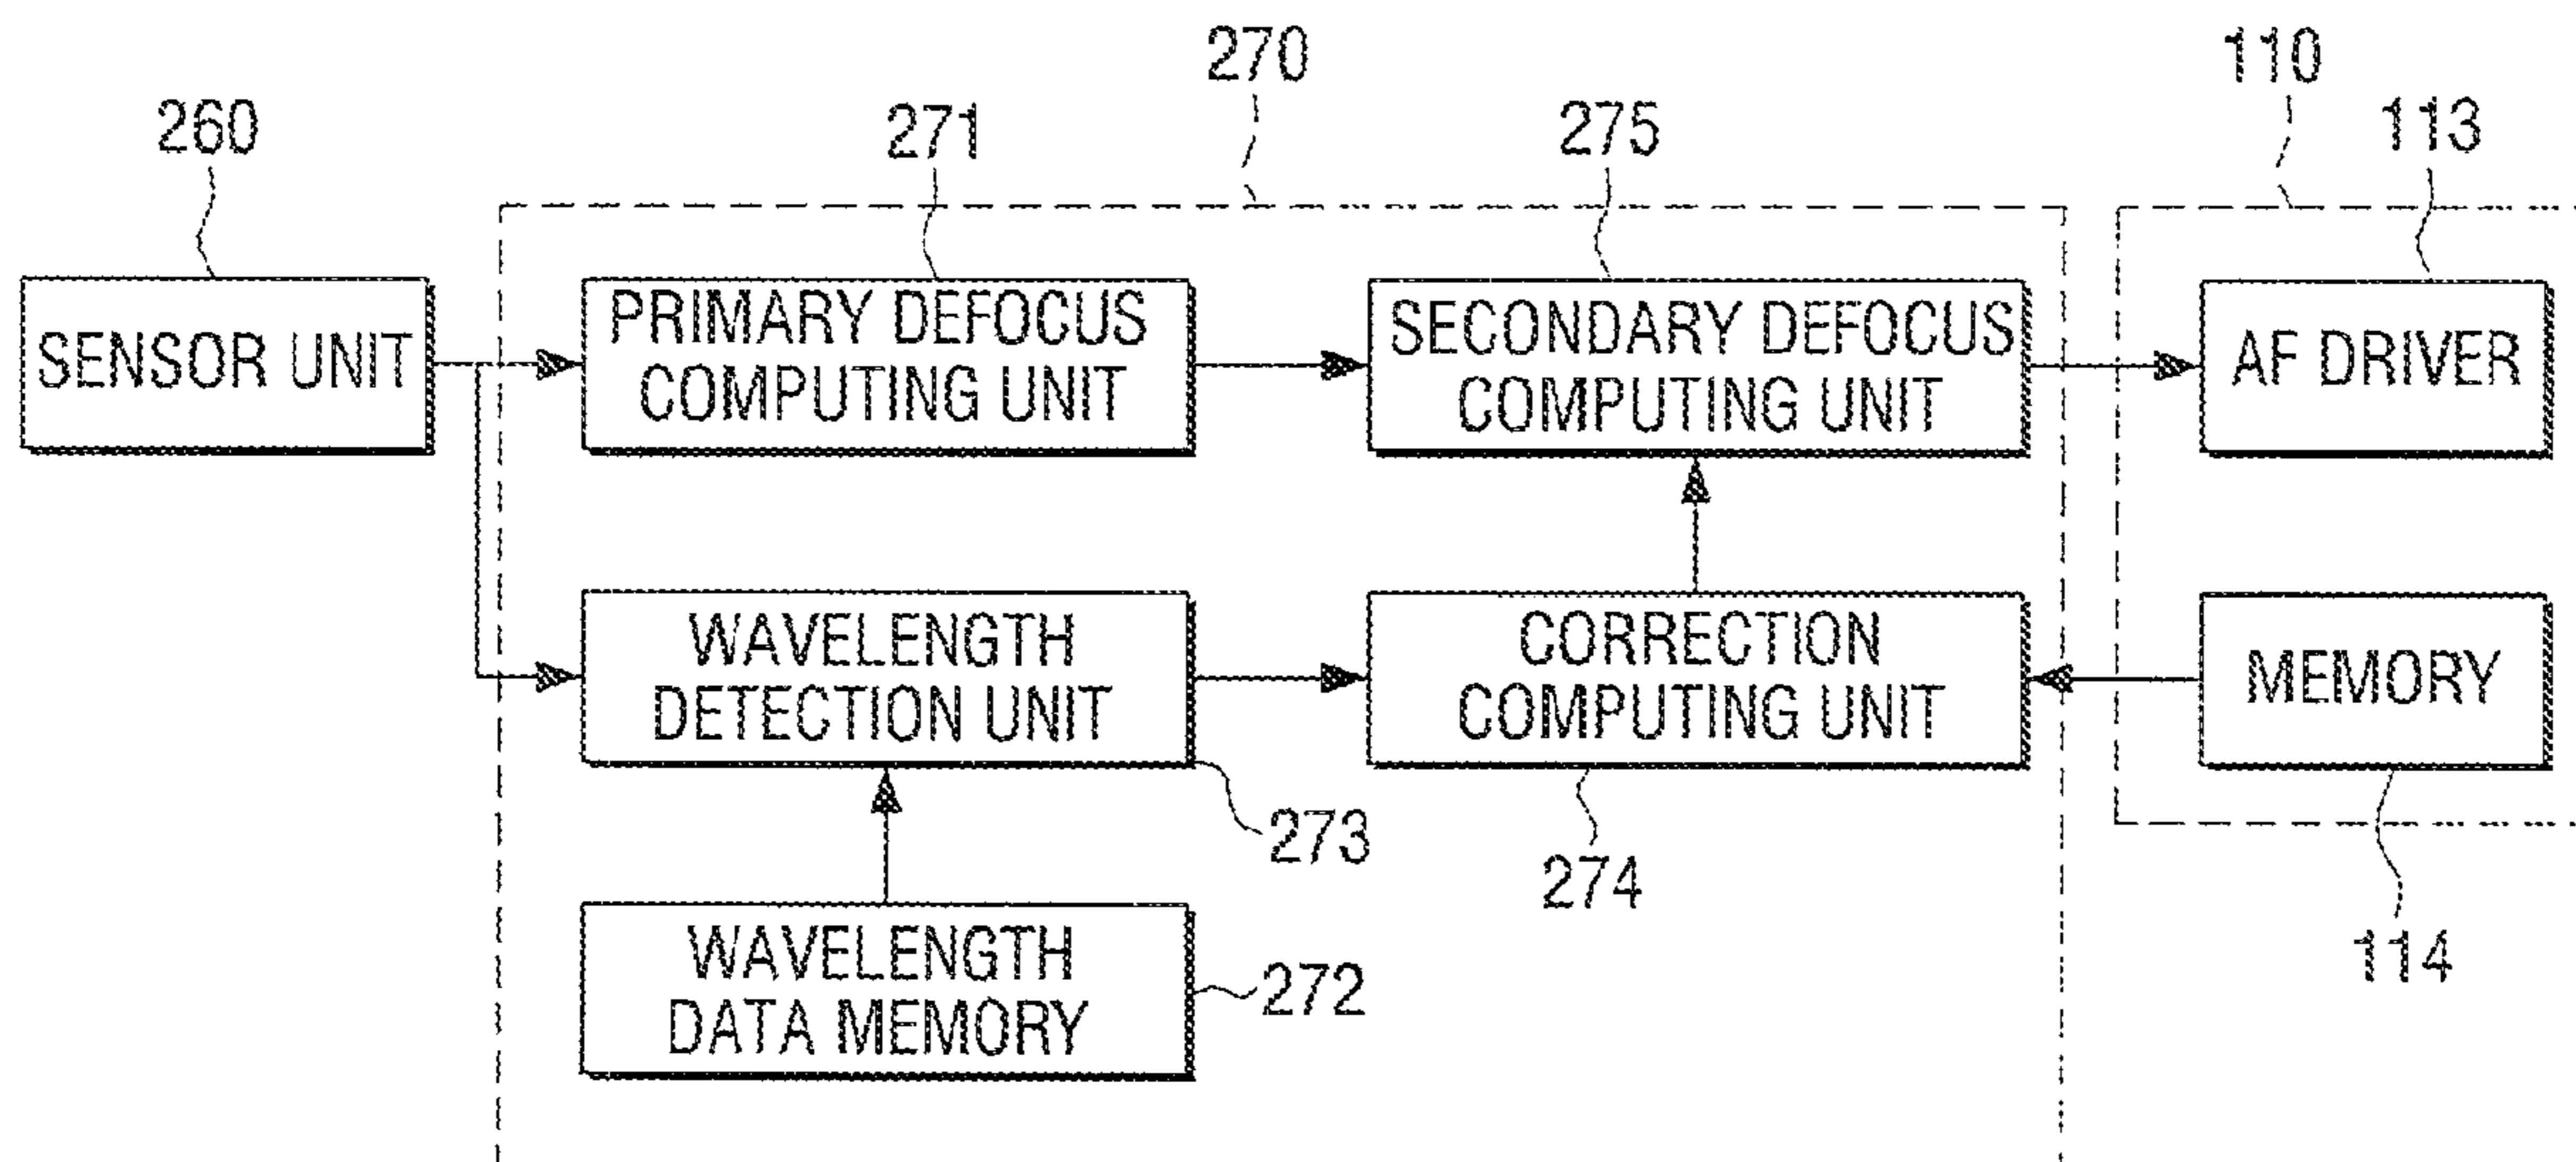 270
110
260
271
275
113
SENSOR UNIT
PRIMARY DEFOCUS
COMPUTING UNIT
SECONDARY DEFOCUS
COMPUTING UNIT
AF DRIVER
WAVELENGTH
DETECTION UNIT
CORRECTION
COMPUTING UNIT
MEMORY
273
274
114
WAVELENGTH
DATA MEMORY
272